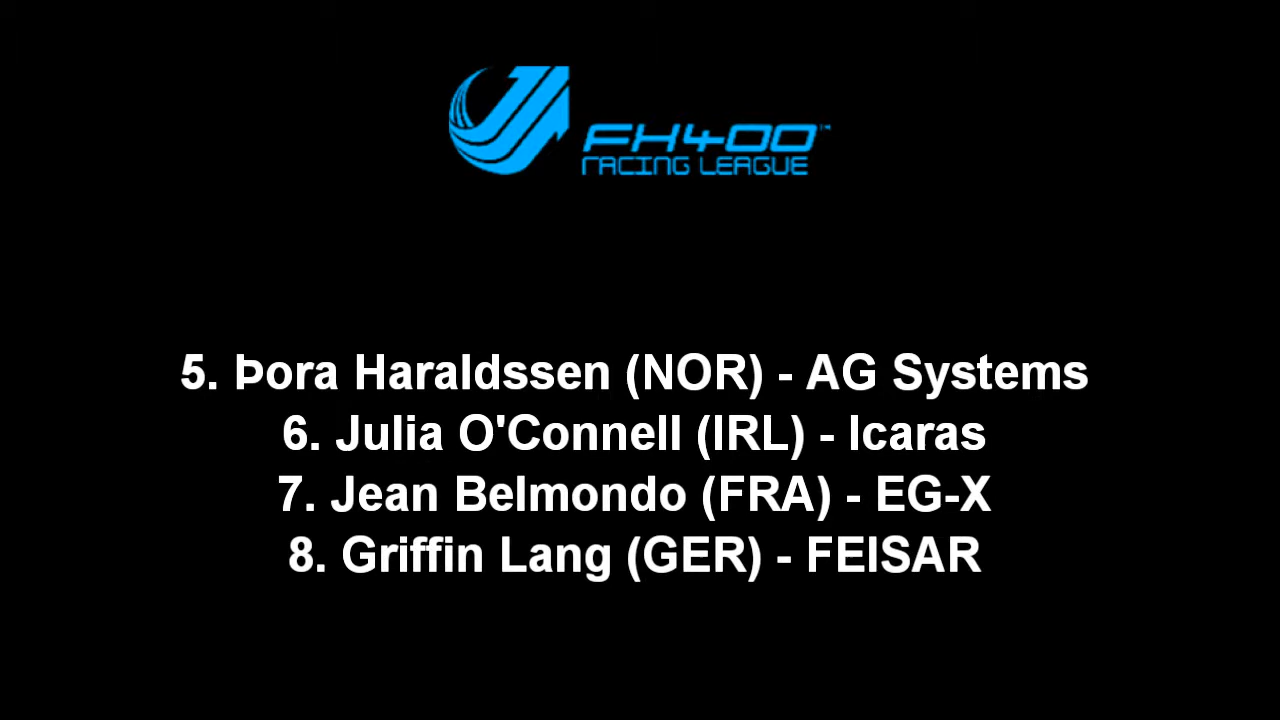 FX400™
RACING LEAGUE
5. Þora Haraldssen (NOR) - AG Systems
6. Julia O'Connell (IRL) - Icaras
7. Jean Belmondo (FRA) - EG-X
8. Griffin Lang (GER) - FEISAR